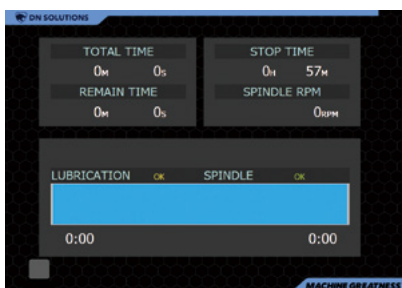 DN SOLUTIONS
TOTAL TIME
0M 0S
REMAIN TIME
0M 0S
STOP TIME
0H 57M
SPINDLE RPM
0RPM
LUBRICATION OK SPINDLE OK
0:00 0:00
MACHINE GREATNESS